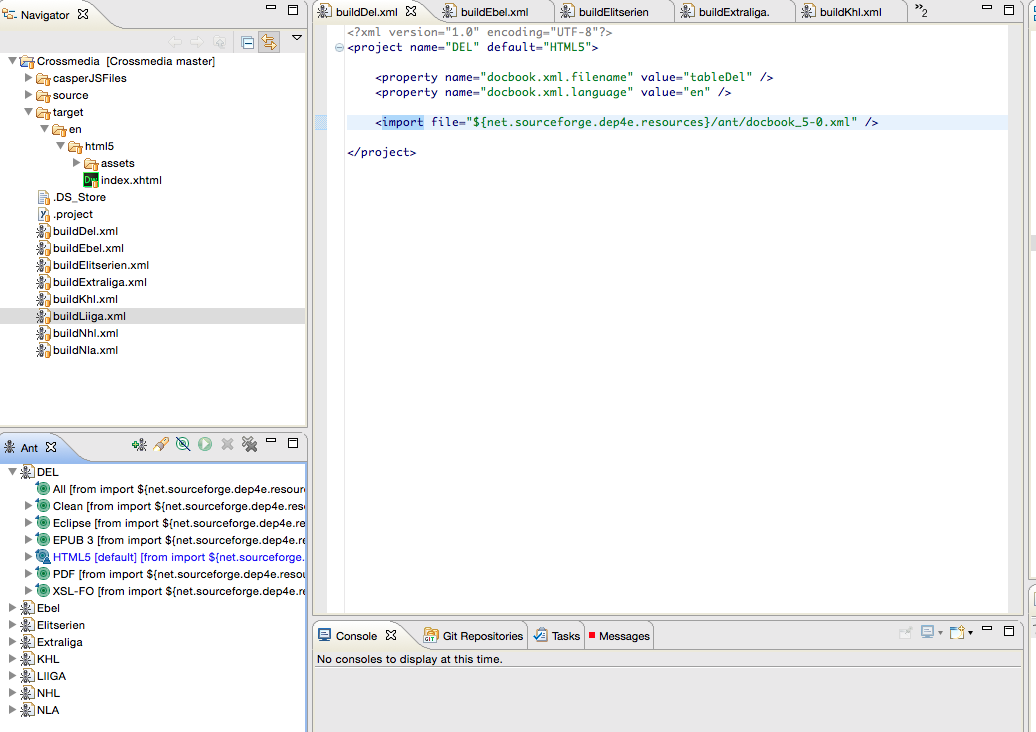 Navigator
Crossmedia [Crossmedia master]
casperJSFiles
source
target
en
html5
assets
Dw index.xhtml
.DS_Store
.project
buildDel.xml
buildEbel.xml
buildElitserien.xml
buildExtraliga.xml
buildKhl.xml
buildLiiga.xml
buildNhl.xml
buildNla.xml
Ant
DEL
All [from import ${net.sourceforge.dep4e.resour
Clean [from import ${net.sourceforge.dep4e.res
Eclipse [from import ${net.sourceforge.dep4e.re
EPUB 3 [from import ${net.sourceforge.dep4e.re
HTML5 [default] [from import ${net.sourceforge.
PDF [from import ${net.sourceforge.dep4e.resou
XSL-FO [from import ${net.sourceforge.dep4e.re
Ebel
Elitserien
Extraliga
KHL
LIIGA
NHL
NLA
buildDel.xml buildEbel.xml buildElitserien buildExtraliga. buildKhl.xml »2
<?xml version="1.0" encoding="UTF-8"?>
<project name="DEL" default="HTML5">
<property name="docbook.xml.filename" value="tableDel" />
<property name="docbook.xml.language" value="en" />
<import file="${net.sourceforge.dep4e.resources}/ant/docbook_5-0.xml" />
</project>
Console GIT Git Repositories Tasks Messages
No consoles to display at this time.